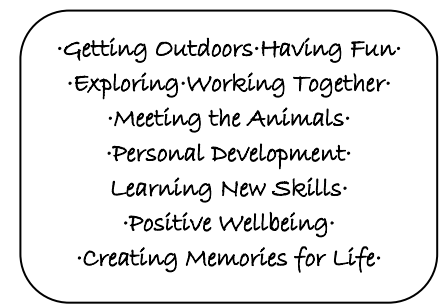 ·Getting Outdoors·Having Fun·
·Exploring·Working Together·
·Meeting the Animals·
·Personal Development·
Learning New Skills·
·Positive Wellbeing·
·Creating Memories for Life·